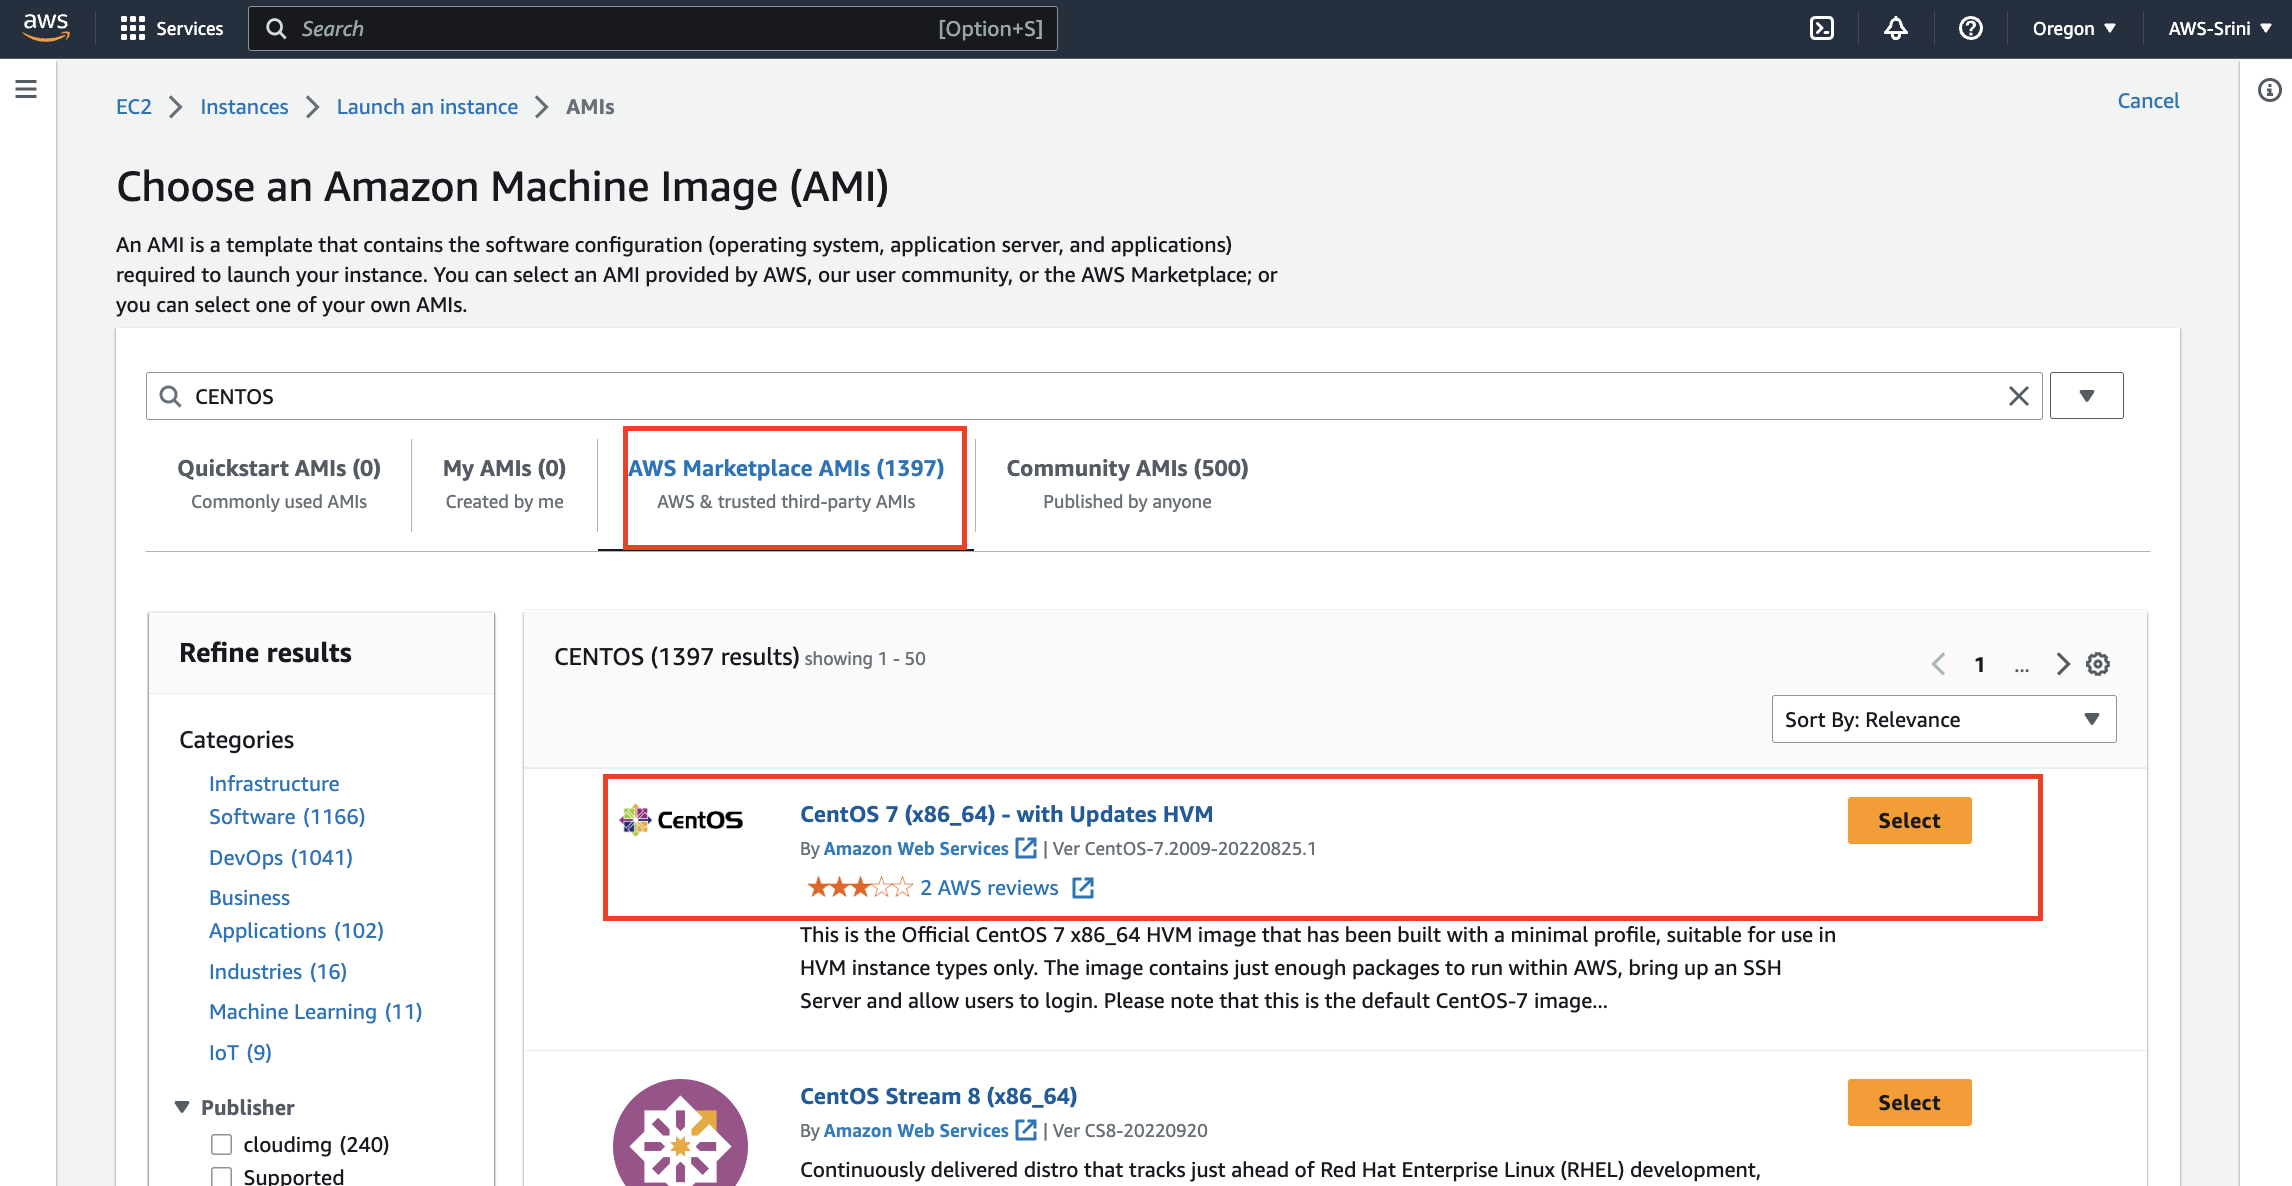 aws
Services
Search
[Option+S]
Oregon
AWS-Srini
EC2
Instances
Launch an instance
AMIs
Cancel
Choose an Amazon Machine Image (AMI)
An AMI is a template that contains the software configuration (operating system, application server, and applications)
required to launch your instance. You can select an AMI provided by AWS, our user community, or the AWS Marketplace; or
you can select one of your own AMIs.
CENTOS
Quickstart AMIs (0)
Commonly used AMIs
My AMIs (0)
Created by me
AWS Marketplace AMIs (1397)
AWS & trusted third-party AMIs
Community AMIs (500)
Published by anyone
Refine results
Categories
Infrastructure
Software (1166)
DevOps (1041)
Business
Applications (102)
Industries (16)
Machine Learning (11)
IoT (9)
Publisher
cloudimg (240)
Supported
CENTOS (1397 results) showing 1 - 50
1
...
Sort By: Relevance
CentOS
CentOS 7 (x86_64) - with Updates HVM
By Amazon Web Services | Ver CentOS-7.2009-20220825.1
2 AWS reviews
Select
This is the Official CentOS 7 x86_64 HVM image that has been built with a minimal profile, suitable for use in
HVM instance types only. The image contains just enough packages to run within AWS, bring up an SSH
Server and allow users to login. Please note that this is the default CentOS-7 image...
CentOS Stream 8 (x86_64)
By Amazon Web Services | Ver CS8-20220920
Select
Continuously delivered distro that tracks just ahead of Red Hat Enterprise Linux (RHEL) development,